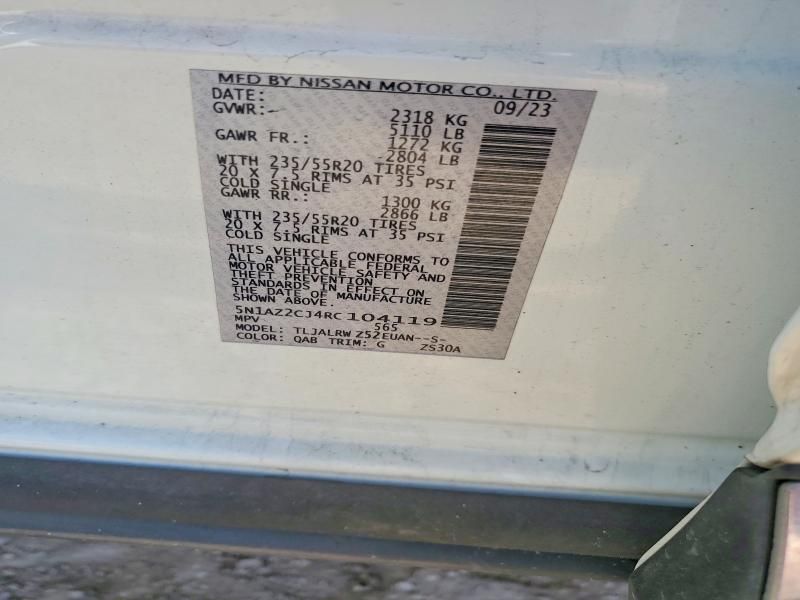 MFD BY NISSAN MOTOR CO., LTD.
DATE: 09/23
GVWR: 2318 KG
5110 LB
GAWR FR.: 1272 KG
2804 LB
WITH 235/55R20 TIRES
20 X 7.5 RIMS AT 35 PSI
COLD SINGLE
GAWR RR.: 1300 KG
2866 LB
WITH 235/55R20 TIRES
20 X 7.5 RIMS AT 35 PSI
COLD SINGLE
THIS VEHICLE CONFORMS TO
ALL APPLICABLE FEDERAL
MOTOR VEHICLE SAFETY AND
THEFT PREVENTION
STANDARDS IN EFFECT ON
THE DATE OF MANUFACTURE
SHOWN ABOVE.
5N1AZ2CJ4RC104119
MPV 565
MODEL: TLJALRW Z52EUAN--S-
COLOR: QAB TRIM: G ZS30A